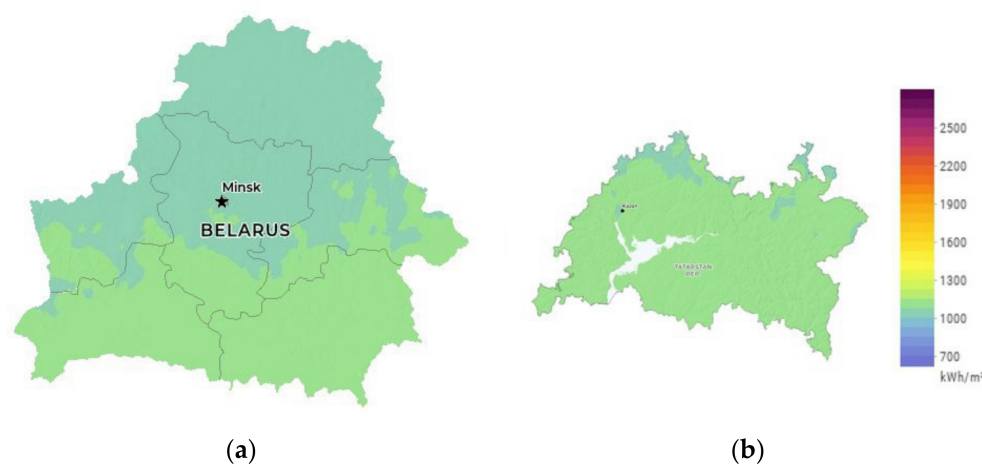 Minsk
BELARUS
Kazan
TATARSTAN
REP.
2500
2200
1900
1600
1300
1000
700
kWh/m²
(a)
(b)